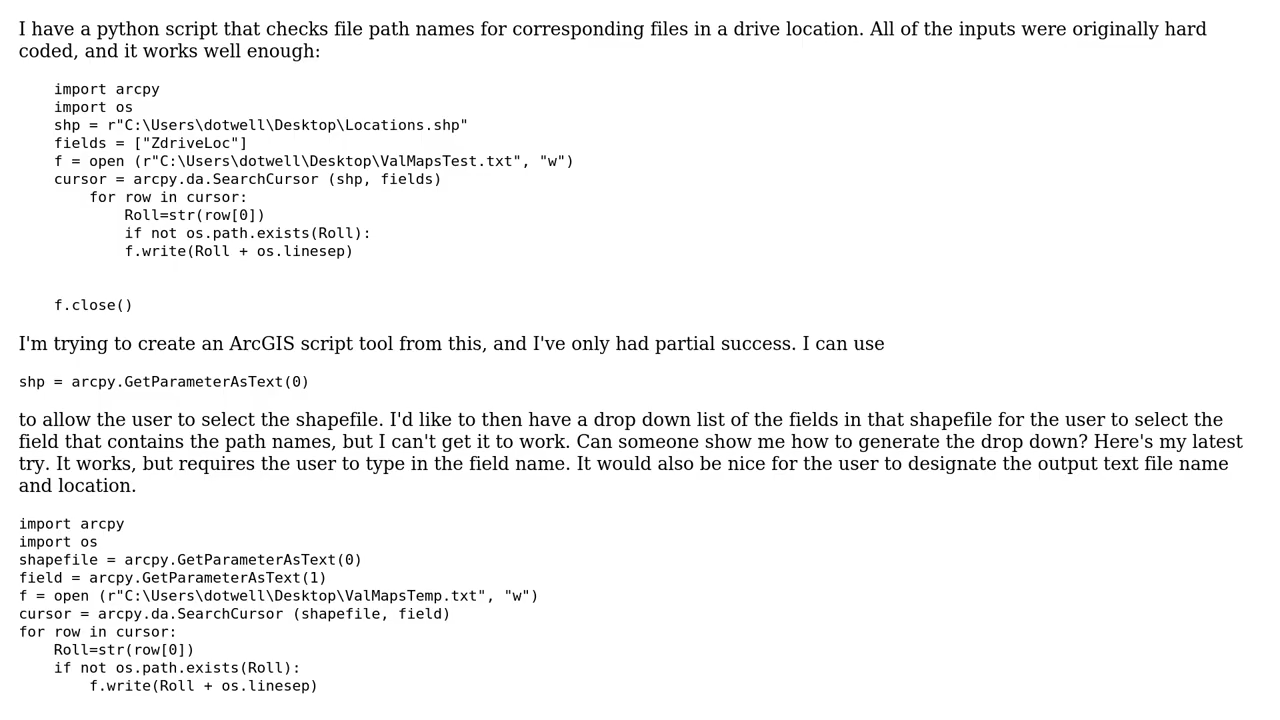 I have a python script that checks file path names for corresponding files in a drive location. All of the inputs were originally hard
coded, and it works well enough:
import arcpy
import os
shp = r"C:\Users\dotwell\Desktop\Locations.shp"
fields = ["ZdriveLoc"]
f = open (r"C:\Users\dotwell\Desktop\ValMapsTest.txt", "w")
cursor = arcpy.da.SearchCursor (shp, fields)
    for row in cursor:
        Roll=str(row[0])
        if not os.path.exists(Roll):
        f.write(Roll + os.linesep)
f.close()
I'm trying to create an ArcGIS script tool from this, and I've only had partial success. I can use
shp = arcpy.GetParameterAsText(0)
to allow the user to select the shapefile. I'd like to then have a drop down list of the fields in that shapefile for the user to select the
field that contains the path names, but I can't get it to work. Can someone show me how to generate the drop down? Here's my latest
try. It works, but requires the user to type in the field name. It would also be nice for the user to designate the output text file name
and location.
import arcpy
import os
shapefile = arcpy.GetParameterAsText(0)
field = arcpy.GetParameterAsText(1)
f = open (r"C:\Users\dotwell\Desktop\ValMapsTemp.txt", "w")
cursor = arcpy.da.SearchCursor (shapefile, field)
for row in cursor:
    Roll=str(row[0])
    if not os.path.exists(Roll):
        f.write(Roll + os.linesep)